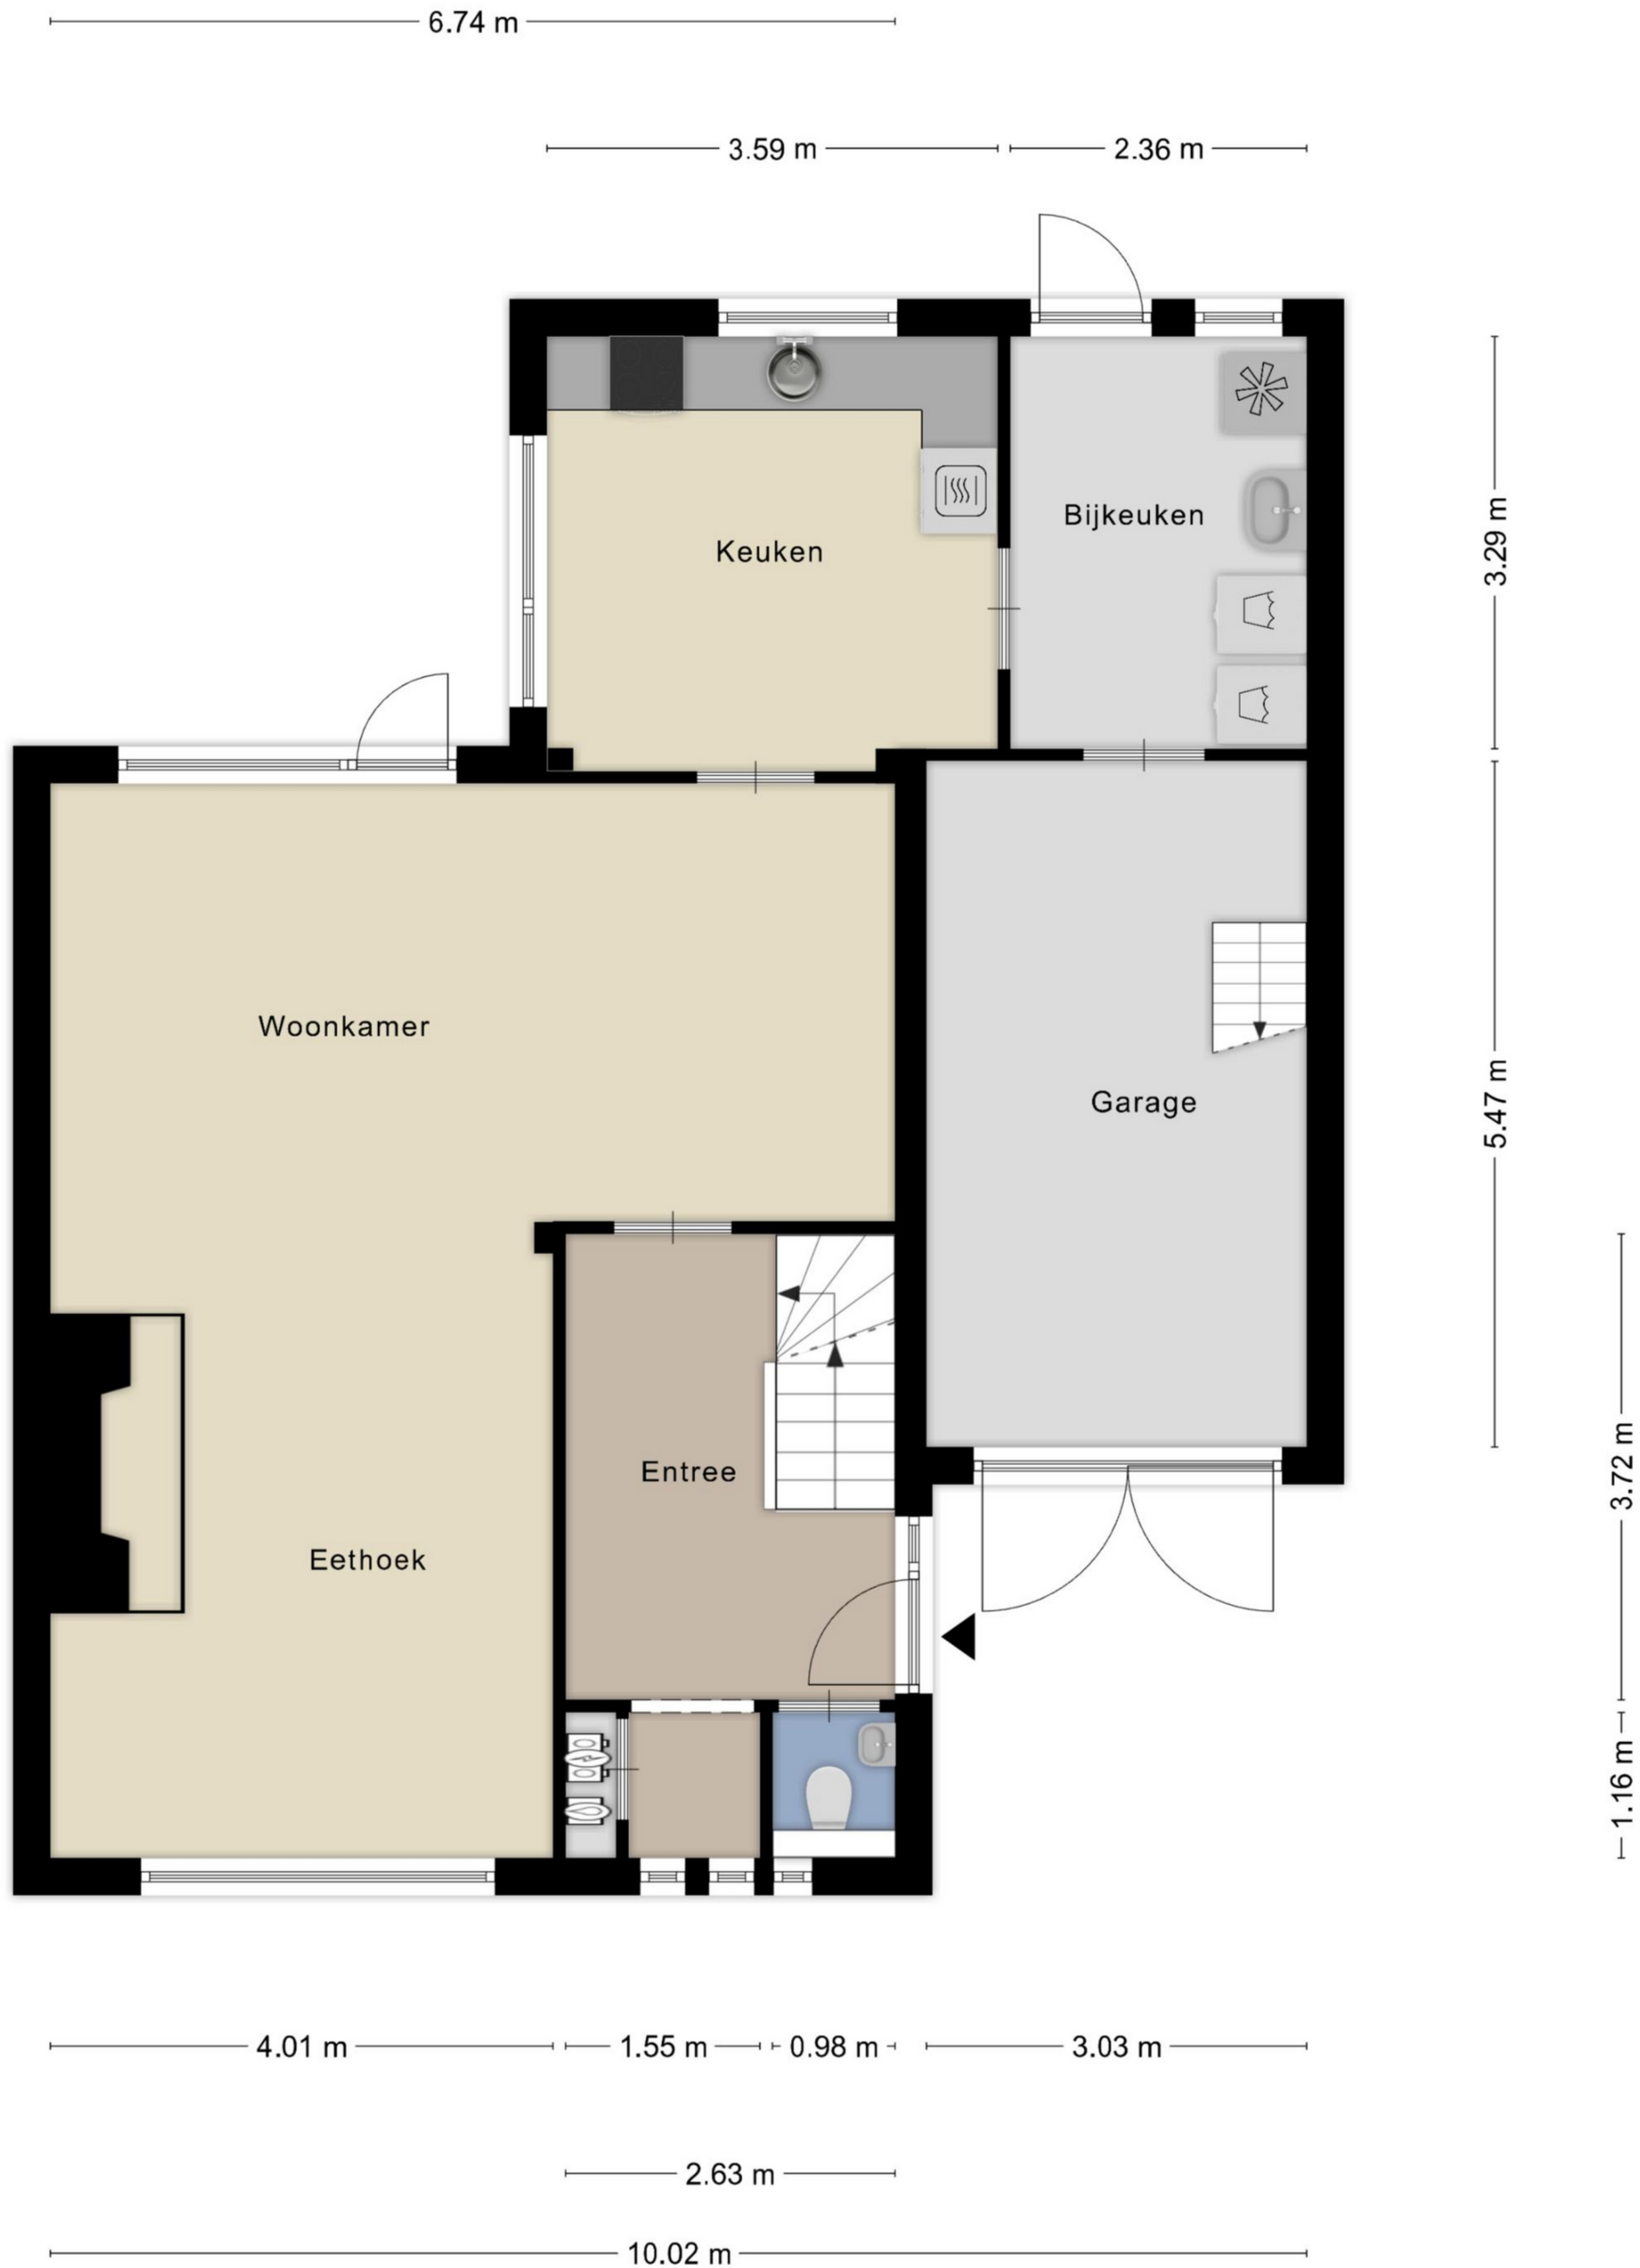 6.74 m
3.59 m
2.36 m
Keuken
Bijkeuken
3.29 m
Woonkamer
Garage
5.47 m
Entree
Eethoek
3.72 m
1.16 m
4.01 m
1.55 m
0.98 m
3.03 m
2.63 m
10.02 m